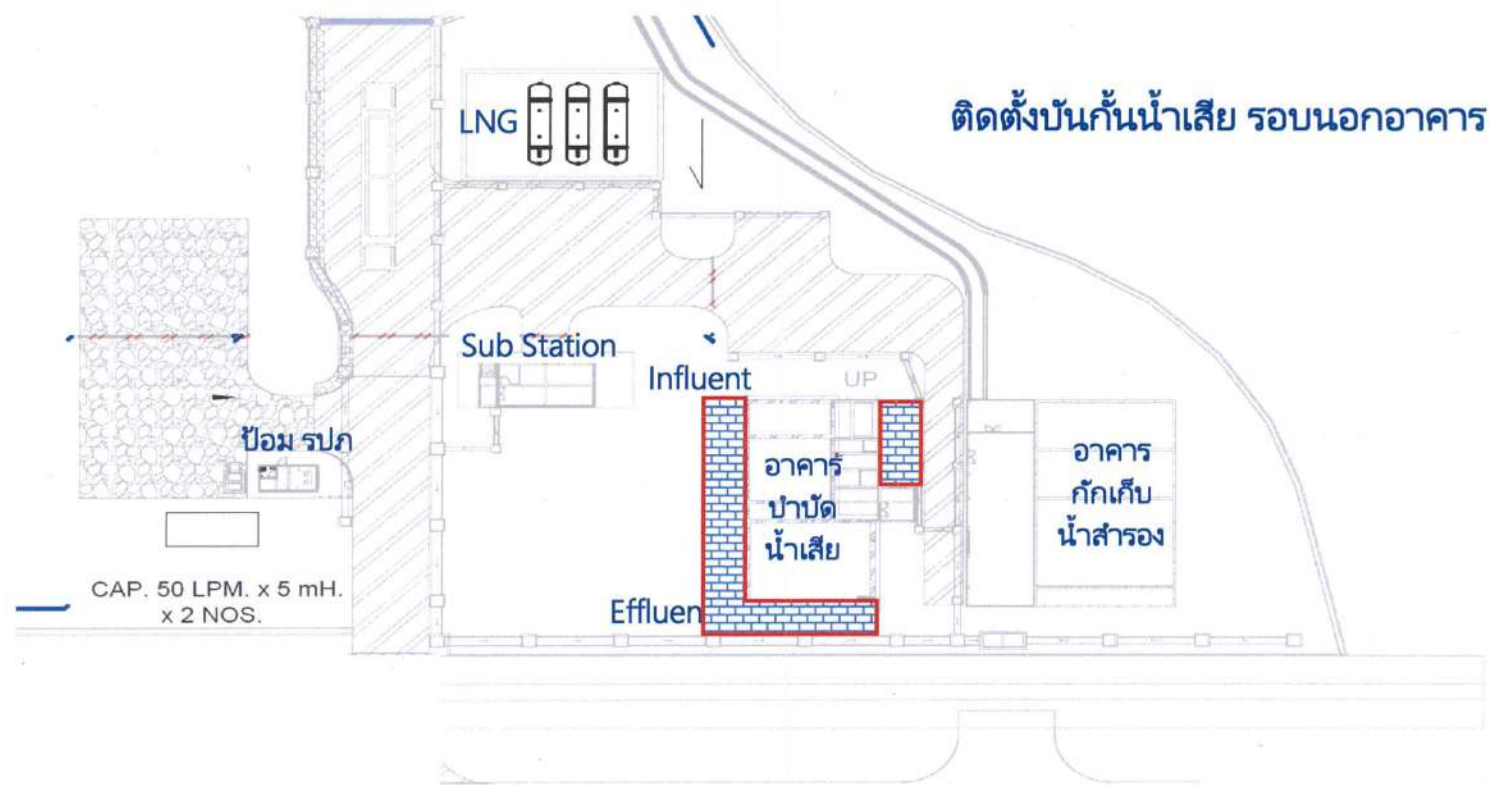 ติดตั้งบันกั้นน้ำเสีย รอบนอกอาคาร
LNG
Sub Station
Influent
UP
ป้อม รปภ
อาคาร
บำบัด
น้ำเสีย
อาคาร
กักเก็บ
น้ำสำรอง
CAP. 50 LPM. x 5 mH.
x 2 NOS.
Effluen